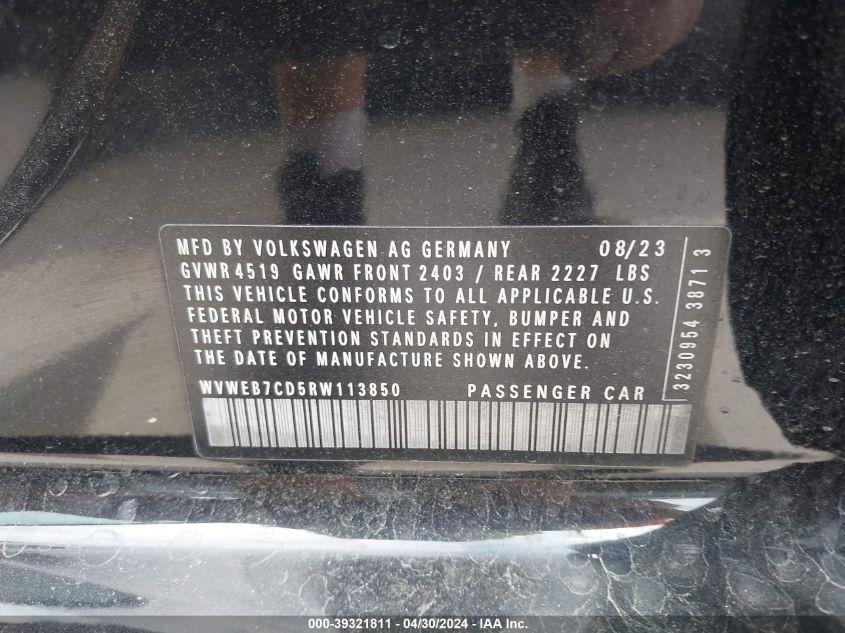 MFD BY VOLKSWAGEN AG GERMANY 08/23
GVWR 4519 GAWR FRONT 2403 / REAR 2227 LBS
THIS VEHICLE CONFORMS TO ALL APPLICABLE U.S.
FEDERAL MOTOR VEHICLE SAFETY, BUMPER AND
THEFT PREVENTION STANDARDS IN EFFECT ON
THE DATE OF MANUFACTURE SHOWN ABOVE.
WVWEB7CD5RW113850 PASSENGER CAR
3230954 38713
000-39321811 - 04/30/2024 - IAA Inc.